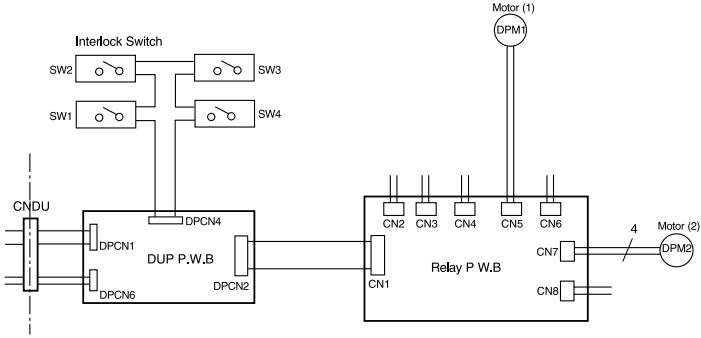 Motor (1)
DPM1
Interlock Switch
SW2
SW3
SW1
SW4
CNDU
DPCN4
CN2
CN3
CN4
CN5
CN6
4
Motor (2)
DPM2
DPCN1
DUP P.W.B
CN7
Relay P W.B
DPCN2
CN1
CN8
DPCN6